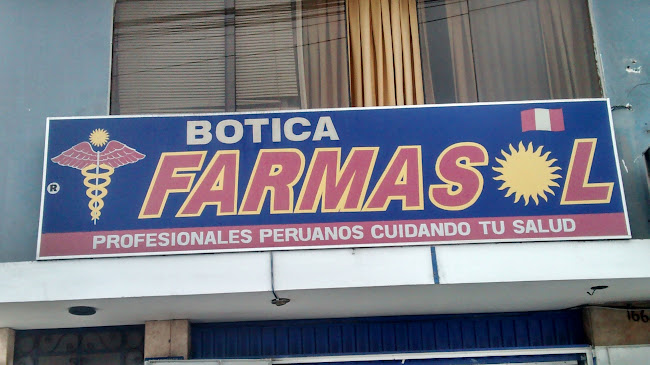 BOTICA
FARMASOL
®
PROFESIONALES PERUANOS CUIDANDO TU SALUD